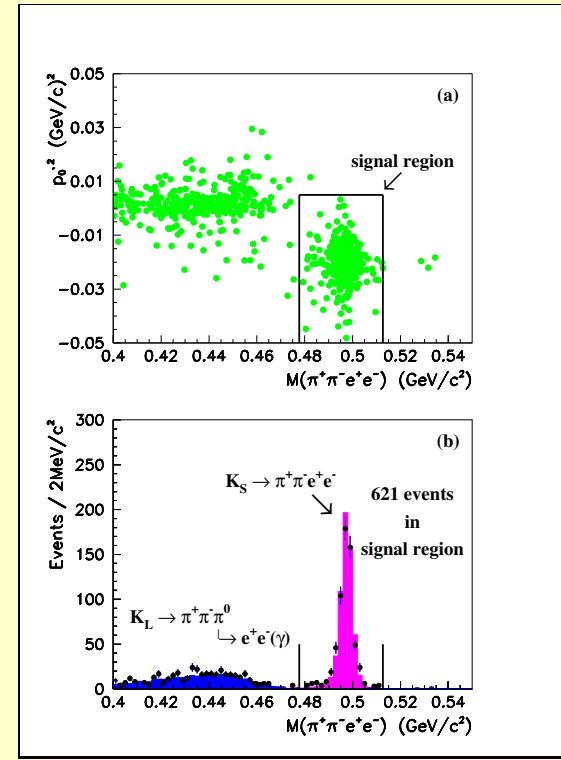 p₀'² (GeV/c)²
0.05
0.03
0.01
-0.01
-0.03
-0.05
(a)
signal region
0.4 0.42 0.44 0.46 0.48 0.5 0.52 0.54
M(π⁺π⁻e⁺e⁻) (GeV/c²)
Events / 2MeV/c²
300
250
200
150
100
50
0
(b)
K_S → π⁺π⁻e⁺e⁻
621 events
in
signal region
K_L → π⁺π⁻π⁰
↳ e⁺e⁻(γ)
0.4 0.42 0.44 0.46 0.48 0.5 0.52 0.54
M(π⁺π⁻e⁺e⁻) (GeV/c²)